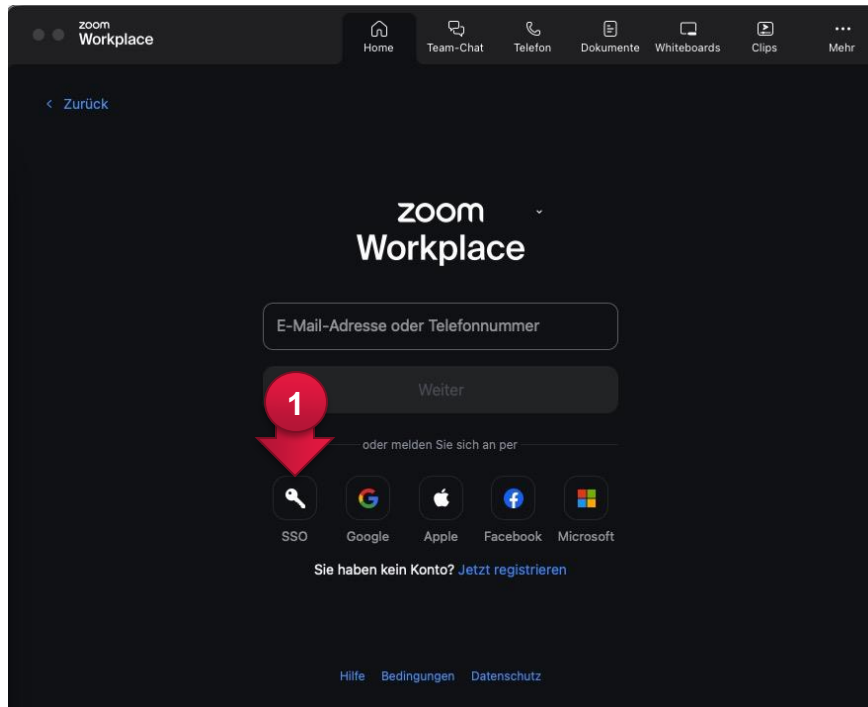 zoom
Workplace
Home Team-Chat Telefon Dokumente Whiteboards Clips Mehr
< Zurück
zoom
Workplace
E-Mail-Adresse oder Telefonnummer
Weiter
1
oder melden Sie sich an per
SSO Google Apple Facebook Microsoft
Sie haben kein Konto? Jetzt registrieren
Hilfe Bedingungen Datenschutz